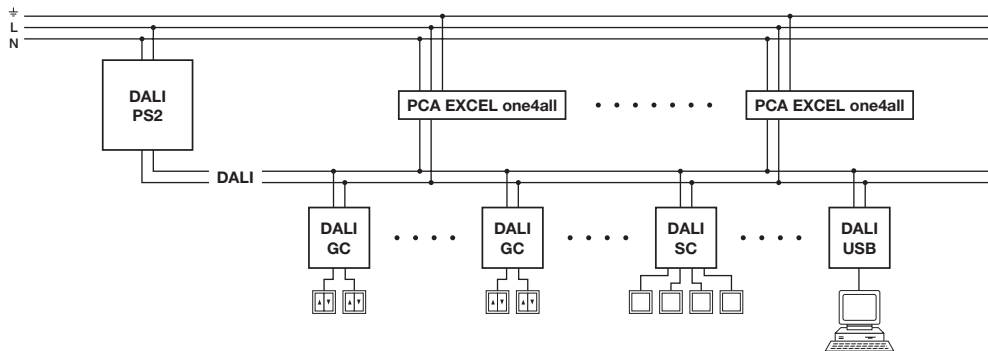 ⏚
L
N
DALI
PS2
PCA EXCEL one4all
PCA EXCEL one4all
DALI
DALI
GC
DALI
GC
DALI
SC
DALI
USB